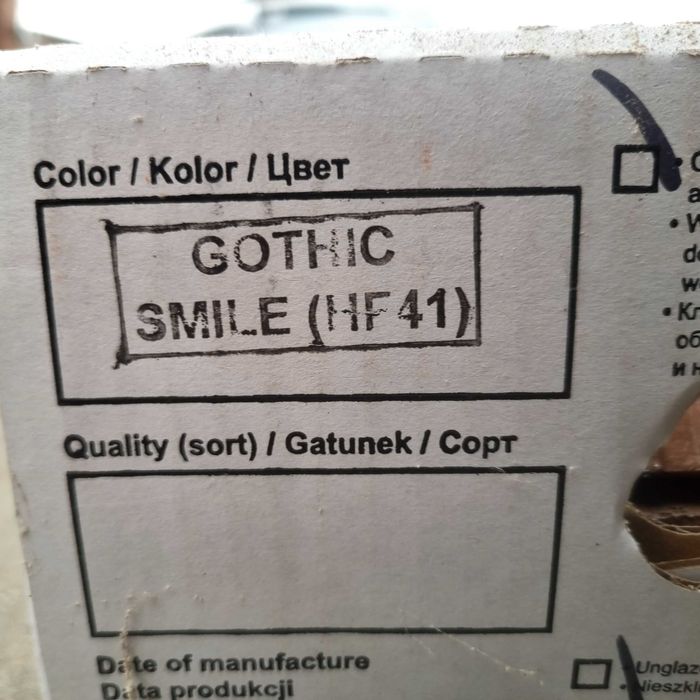 Color / Kolor / Цвет
GOTHIC
SMILE (HF41)
Quality (sort) / Gatunek / Сорт
Date of manufacture
Data produkcji